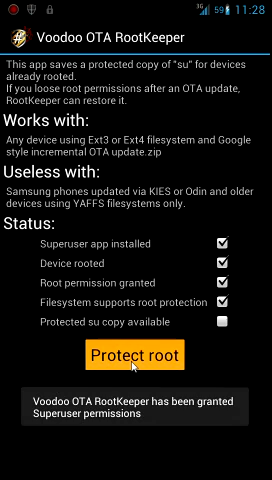 3G 59 11:28
Voodoo OTA RootKeeper
This app saves a protected copy of "su" for devices
already rooted.
If you loose root permissions after an OTA update,
RootKeeper can restore it.
Works with:
Any device using Ext3 or Ext4 filesystem and Google
style incremental OTA update.zip
Useless with:
Samsung phones updated via KIES or Odin and older
devices using YAFFS filesystems only.
Status:
Superuser app installed
Device rooted
Root permission granted
Filesystem supports root protection
Protected su copy available
Protect root
Voodoo OTA RootKeeper has been granted
Superuser permissions